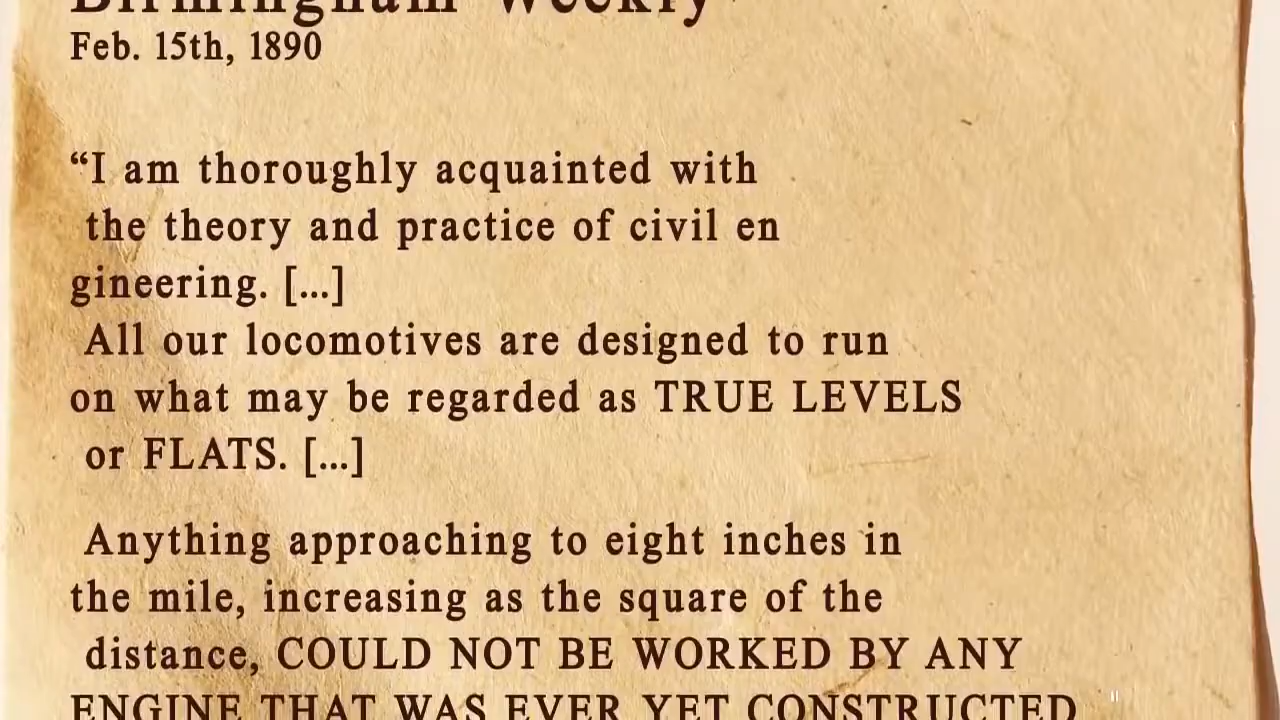 Birmingham Weekly
Feb. 15th, 1890
“I am thoroughly acquainted with
the theory and practice of civil en
gineering. [...]
All our locomotives are designed to run
on what may be regarded as TRUE LEVELS
or FLATS. [...]
Anything approaching to eight inches in
the mile, increasing as the square of the
distance, COULD NOT BE WORKED BY ANY
ENGINE THAT WAS EVER YET CONSTRUCTED